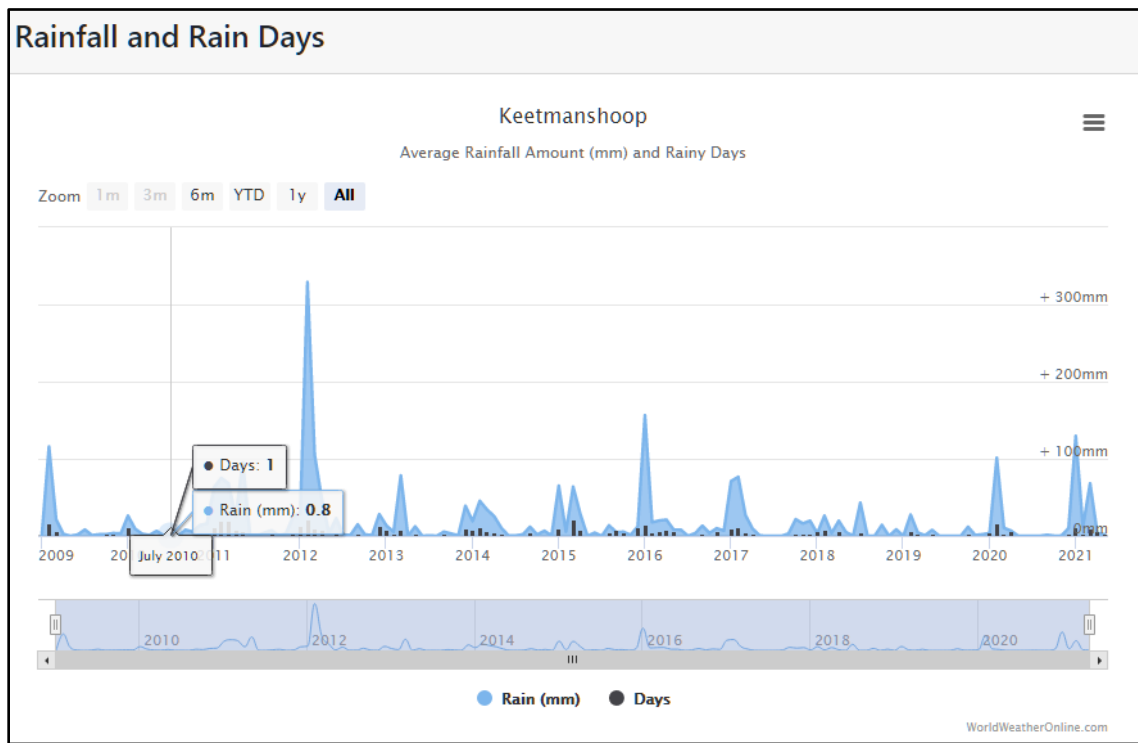 Rainfall and Rain Days
Keetmanshoop
Average Rainfall Amount (mm) and Rainy Days
Zoom 1m 3m 6m YTD 1y All
+ 300mm
+ 200mm
+ 100mm
Days: 1
Rain (mm): 0.8
0mm
2009 2011 2012 2013 2014 2015 2016 2017 2018 2019 2020 2021
July 2010
2010 2012 2014 2016 2018 2020
Rain (mm) Days
WorldWeatherOnline.com